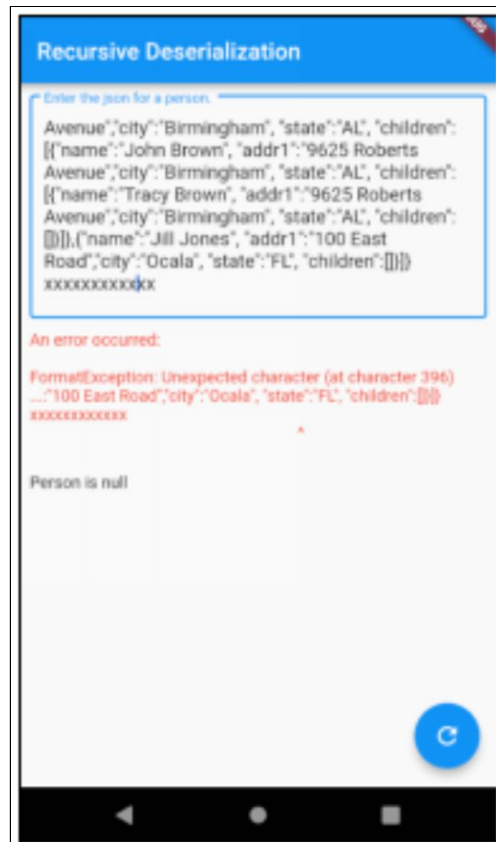 Recursive Deserialization
Enter the json for a person.
Avenue","city":"Birmingham", "state":"AL", "children":
[{"name":"John Brown", "addr1":"9625 Roberts
Avenue","city":"Birmingham", "state":"AL", "children":
[{"name":"Tracy Brown", "addr1":"9625 Roberts
Avenue","city":"Birmingham", "state":"AL", "children":
[]}]},{"name":"Jill Jones", "addr1":"100 East
Road","city":"Ocala", "state":"FL", "children":[]}]}
xxxxxxxxxxxx
An error occurred:
FormatException: Unexpected character (at character 396)
...:"100 East Road","city":"Ocala", "state":"FL", "children":[]}]}
xxxxxxxxxxxx
^
Person is null